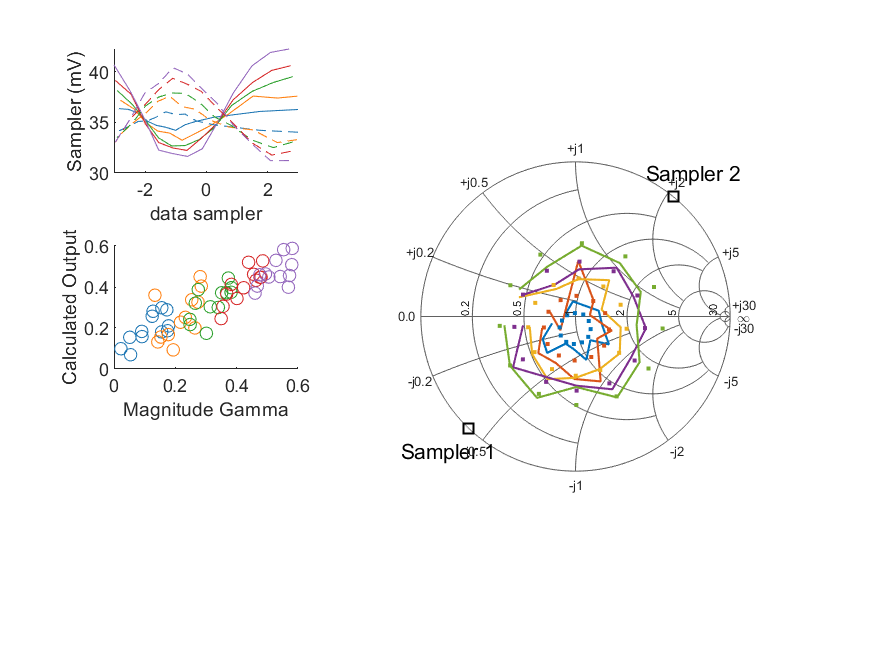 Sampler (mV)
40
35
30
-2
0
2
data sampler
Calculated Output
0.6
0.4
0.2
0
0
0.2
0.4
0.6
Magnitude Gamma
+j1
Sampler 2
+j2
+j0.5
+j0.2
+j5
0.0
0.2
0.5
1
2
5
30
+j30
∞
-j30
-j0.2
-j5
Sampler 1
-j0.5
-j2
-j1